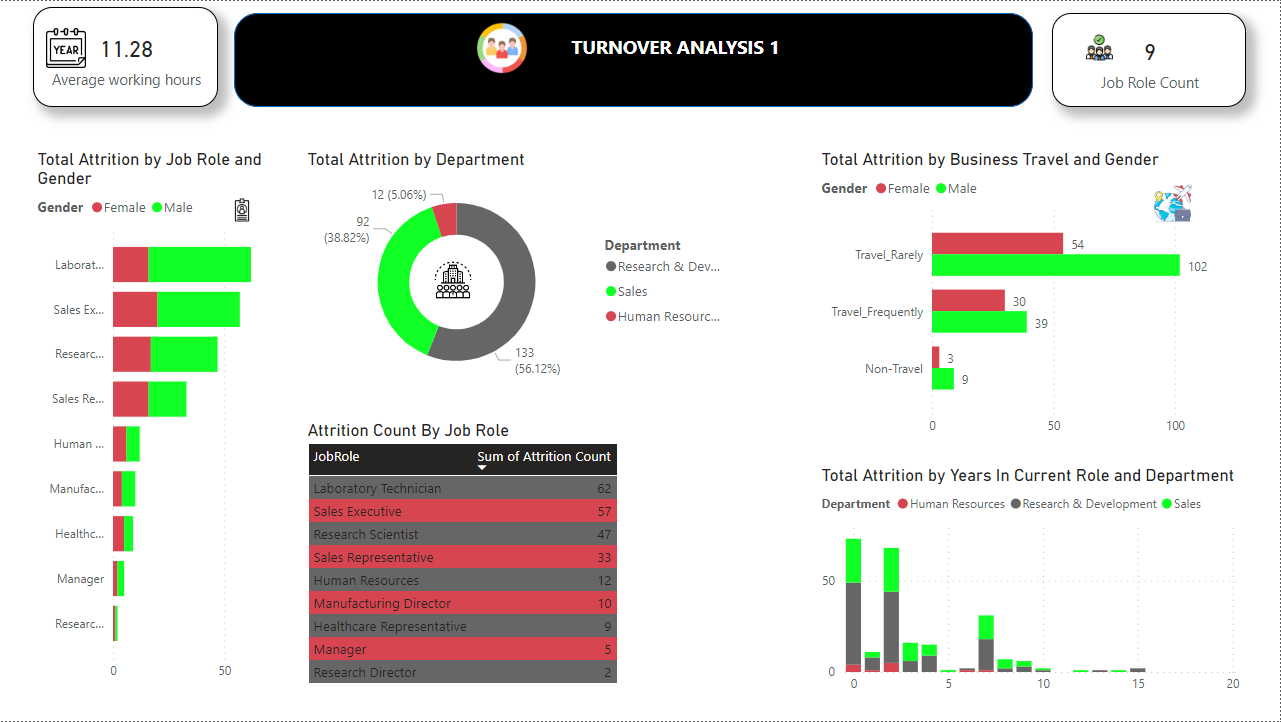 YEAR
11.28
Average working hours
TURNOVER ANALYSIS 1
9
Job Role Count
Total Attrition by Job Role and
Gender
Gender Female Male
Laborat...
Sales Ex...
Researc...
Sales Re...
Human ...
Manufac...
Healthc...
Manager
Researc...
0 50
Total Attrition by Department
12 (5.06%)
92
(38.82%)
133
(56.12%)
Department
Research & Dev...
Sales
Human Resourc...
Attrition Count By Job Role
JobRole Sum of Attrition Count
Laboratory Technician 62
Sales Executive 57
Research Scientist 47
Sales Representative 33
Human Resources 12
Manufacturing Director 10
Healthcare Representative 9
Manager 5
Research Director 2
Total Attrition by Business Travel and Gender
Gender Female Male
Travel_Rarely 54
102
Travel_Frequently 30
39
Non-Travel 3
9
0 50 100
Total Attrition by Years In Current Role and Department
Department Human Resources Research & Development Sales
50
0
0 5 10 15 20